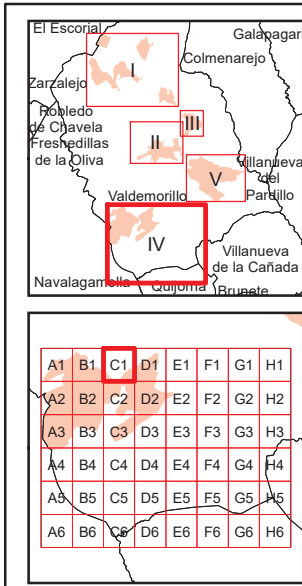 El Escorial
Galapagar
Colmenarejo
I
Zarzalejo
Robledo
de Chavela
III
Fresnedillas
de la Oliva
II
Villanueva
del
Pardillo
V
Valdemorillo
IV
Villanueva
de la Cañada
Navalagamella
Quijorna
Brunete
A1 B1 C1 D1 E1 F1 G1 H1
A2 B2 C2 D2 E2 F2 G2 H2
A3 B3 C3 D3 E3 F3 G3 H3
A4 B4 C4 D4 E4 F4 G4 H4
A5 B5 C5 D5 E5 F5 G5 H5
A6 B6 C6 D6 E6 F6 G6 H6